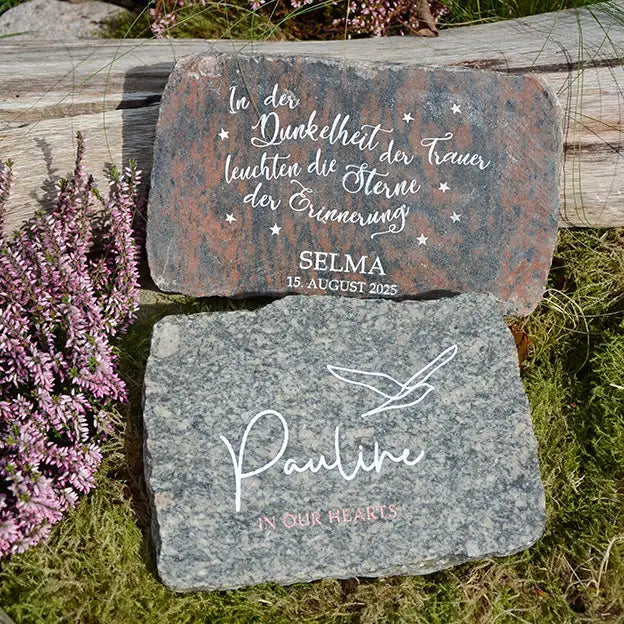 In der
Dunkelheit der Trauer
leuchten die Sterne
der Erinnerung
SELMA
15. AUGUST 2025
Pauline
IN OUR HEARTS